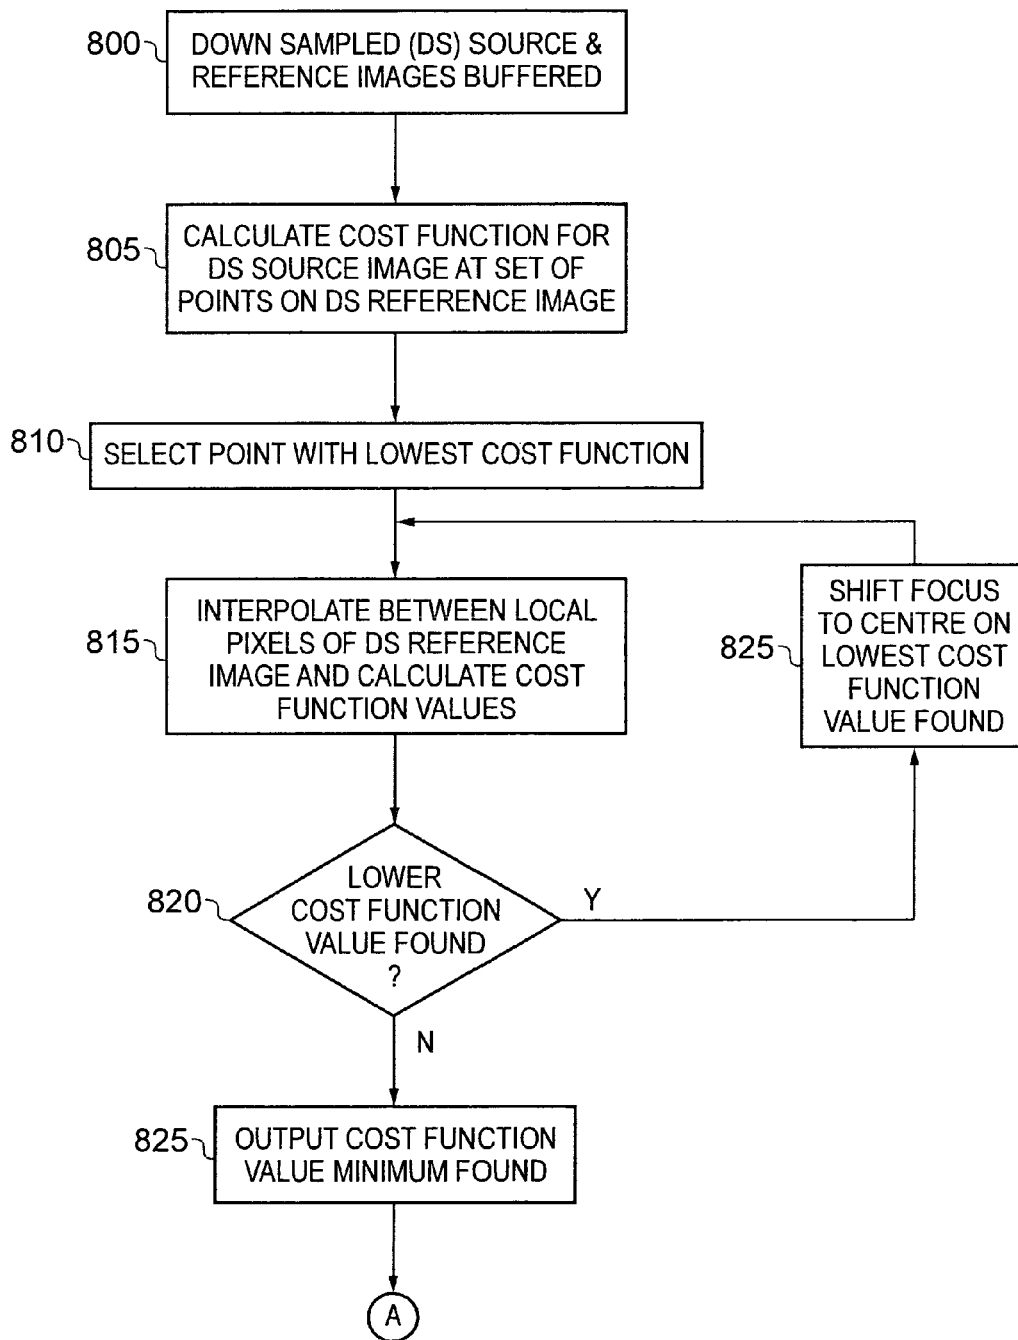 800
DOWN SAMPLED (DS) SOURCE &
REFERENCE IMAGES BUFFERED
805
CALCULATE COST FUNCTION FOR
DS SOURCE IMAGE AT SET OF
POINTS ON DS REFERENCE IMAGE
810
SELECT POINT WITH LOWEST COST FUNCTION
815
INTERPOLATE BETWEEN LOCAL
PIXELS OF DS REFERENCE
IMAGE AND CALCULATE COST
FUNCTION VALUES
825
SHIFT FOCUS
TO CENTRE ON
LOWEST COST
FUNCTION
VALUE FOUND
820
LOWER
COST FUNCTION
VALUE FOUND
?
Y
N
825
OUTPUT COST FUNCTION
VALUE MINIMUM FOUND
A